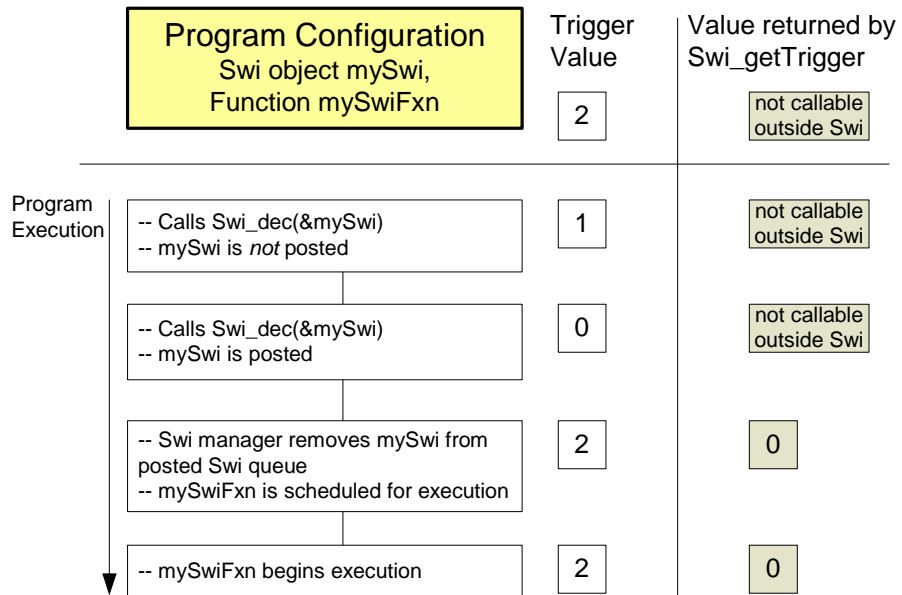 Program Configuration
Swi object mySwi,
Function mySwiFxn
Trigger
Value
2
Value returned by
Swi_getTrigger
not callable
outside Swi
Program
Execution
-- Calls Swi_dec(&mySwi)
-- mySwi is not posted
1
not callable
outside Swi
-- Calls Swi_dec(&mySwi)
-- mySwi is posted
0
not callable
outside Swi
-- Swi manager removes mySwi from
posted Swi queue
-- mySwiFxn is scheduled for execution
2
0
-- mySwiFxn begins execution
2
0